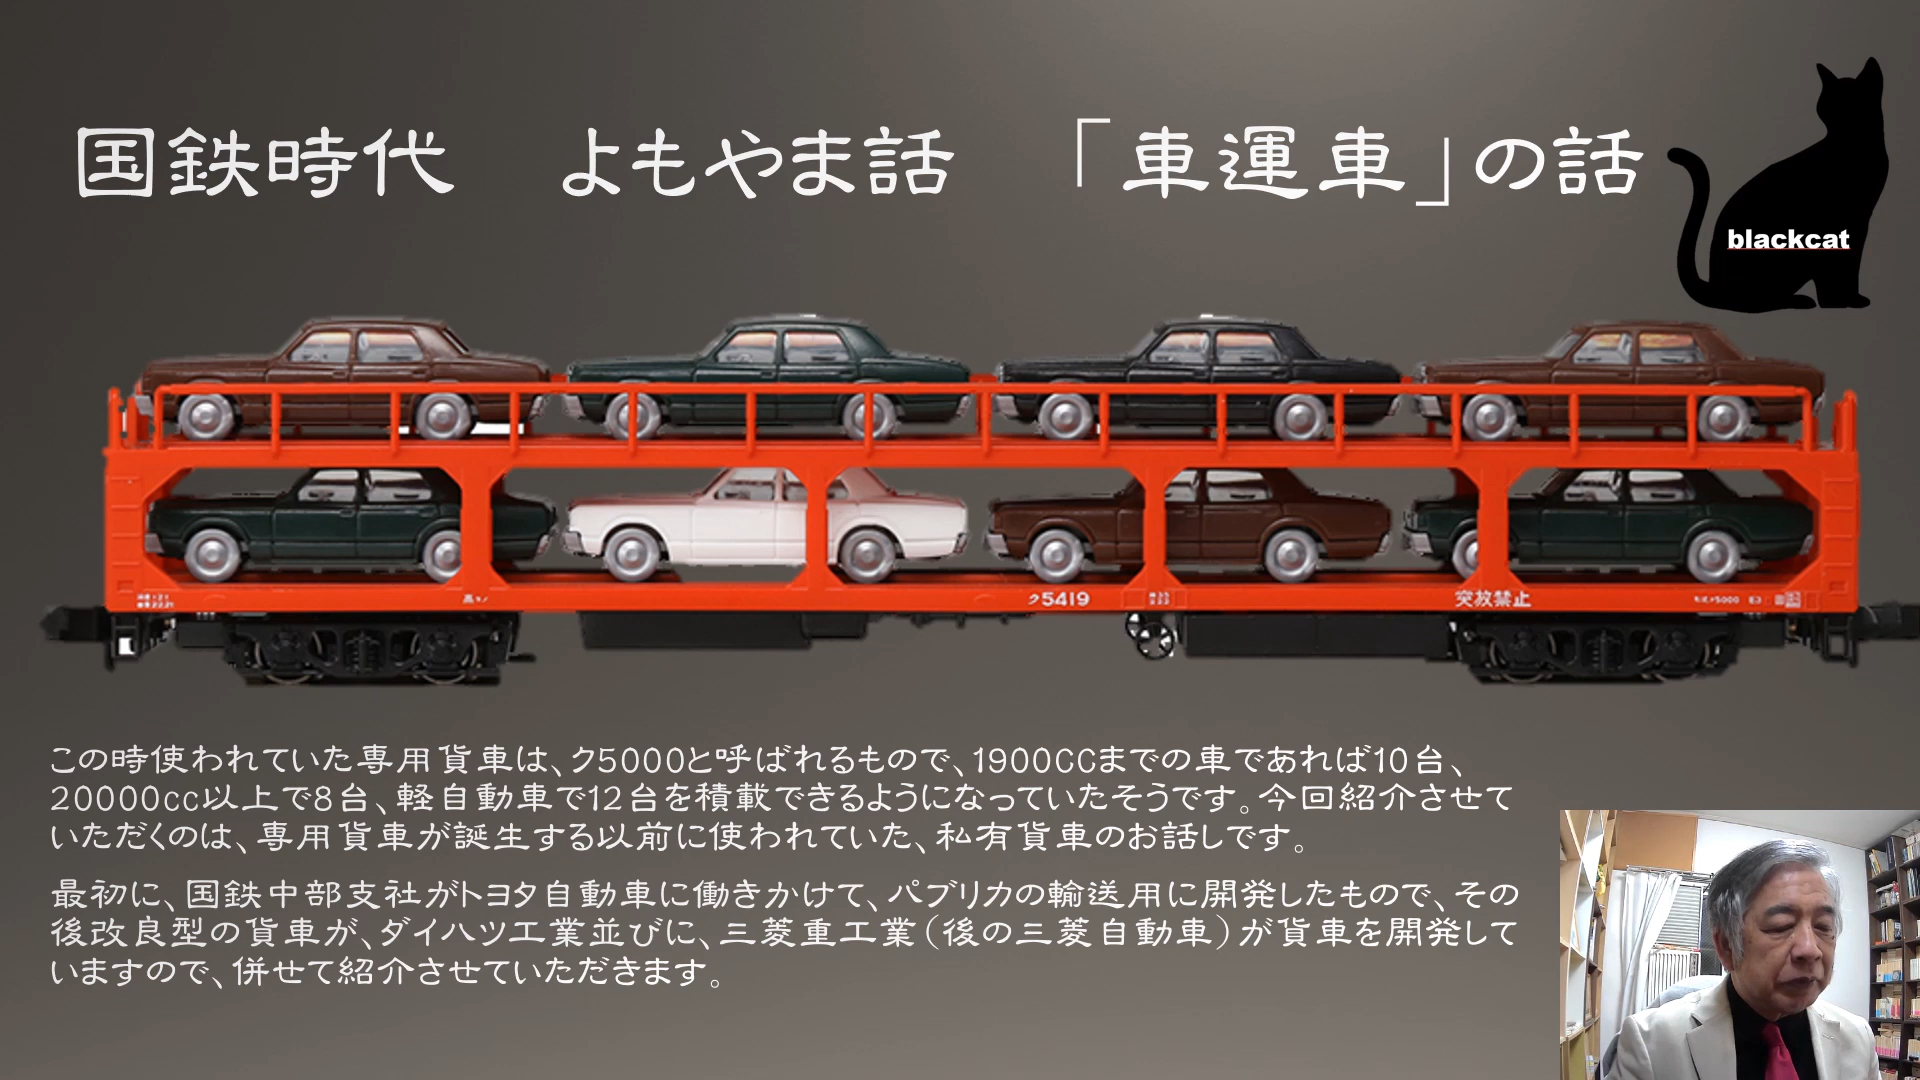 国鉄時代　よもやま話　「車運車」の話
blackcat
ク5419
突放禁止
この時使われていた専用貨車は、ク5000と呼ばれるもので、1900CCまでの車であれば10台、
20000cc以上で8台、軽自動車で12台を積載できるようになっていたそうです。今回紹介させて
いただくのは、専用貨車が誕生する以前に使われていた、私有貨車のお話しです。
最初に、国鉄中部支社がトヨタ自動車に働きかけて、パブリカの輸送用に開発したもので、その
後改良型の貨車が、ダイハツ工業並びに、三菱重工業（後の三菱自動車）が貨車を開発して
いますので、併せて紹介させていただきます。